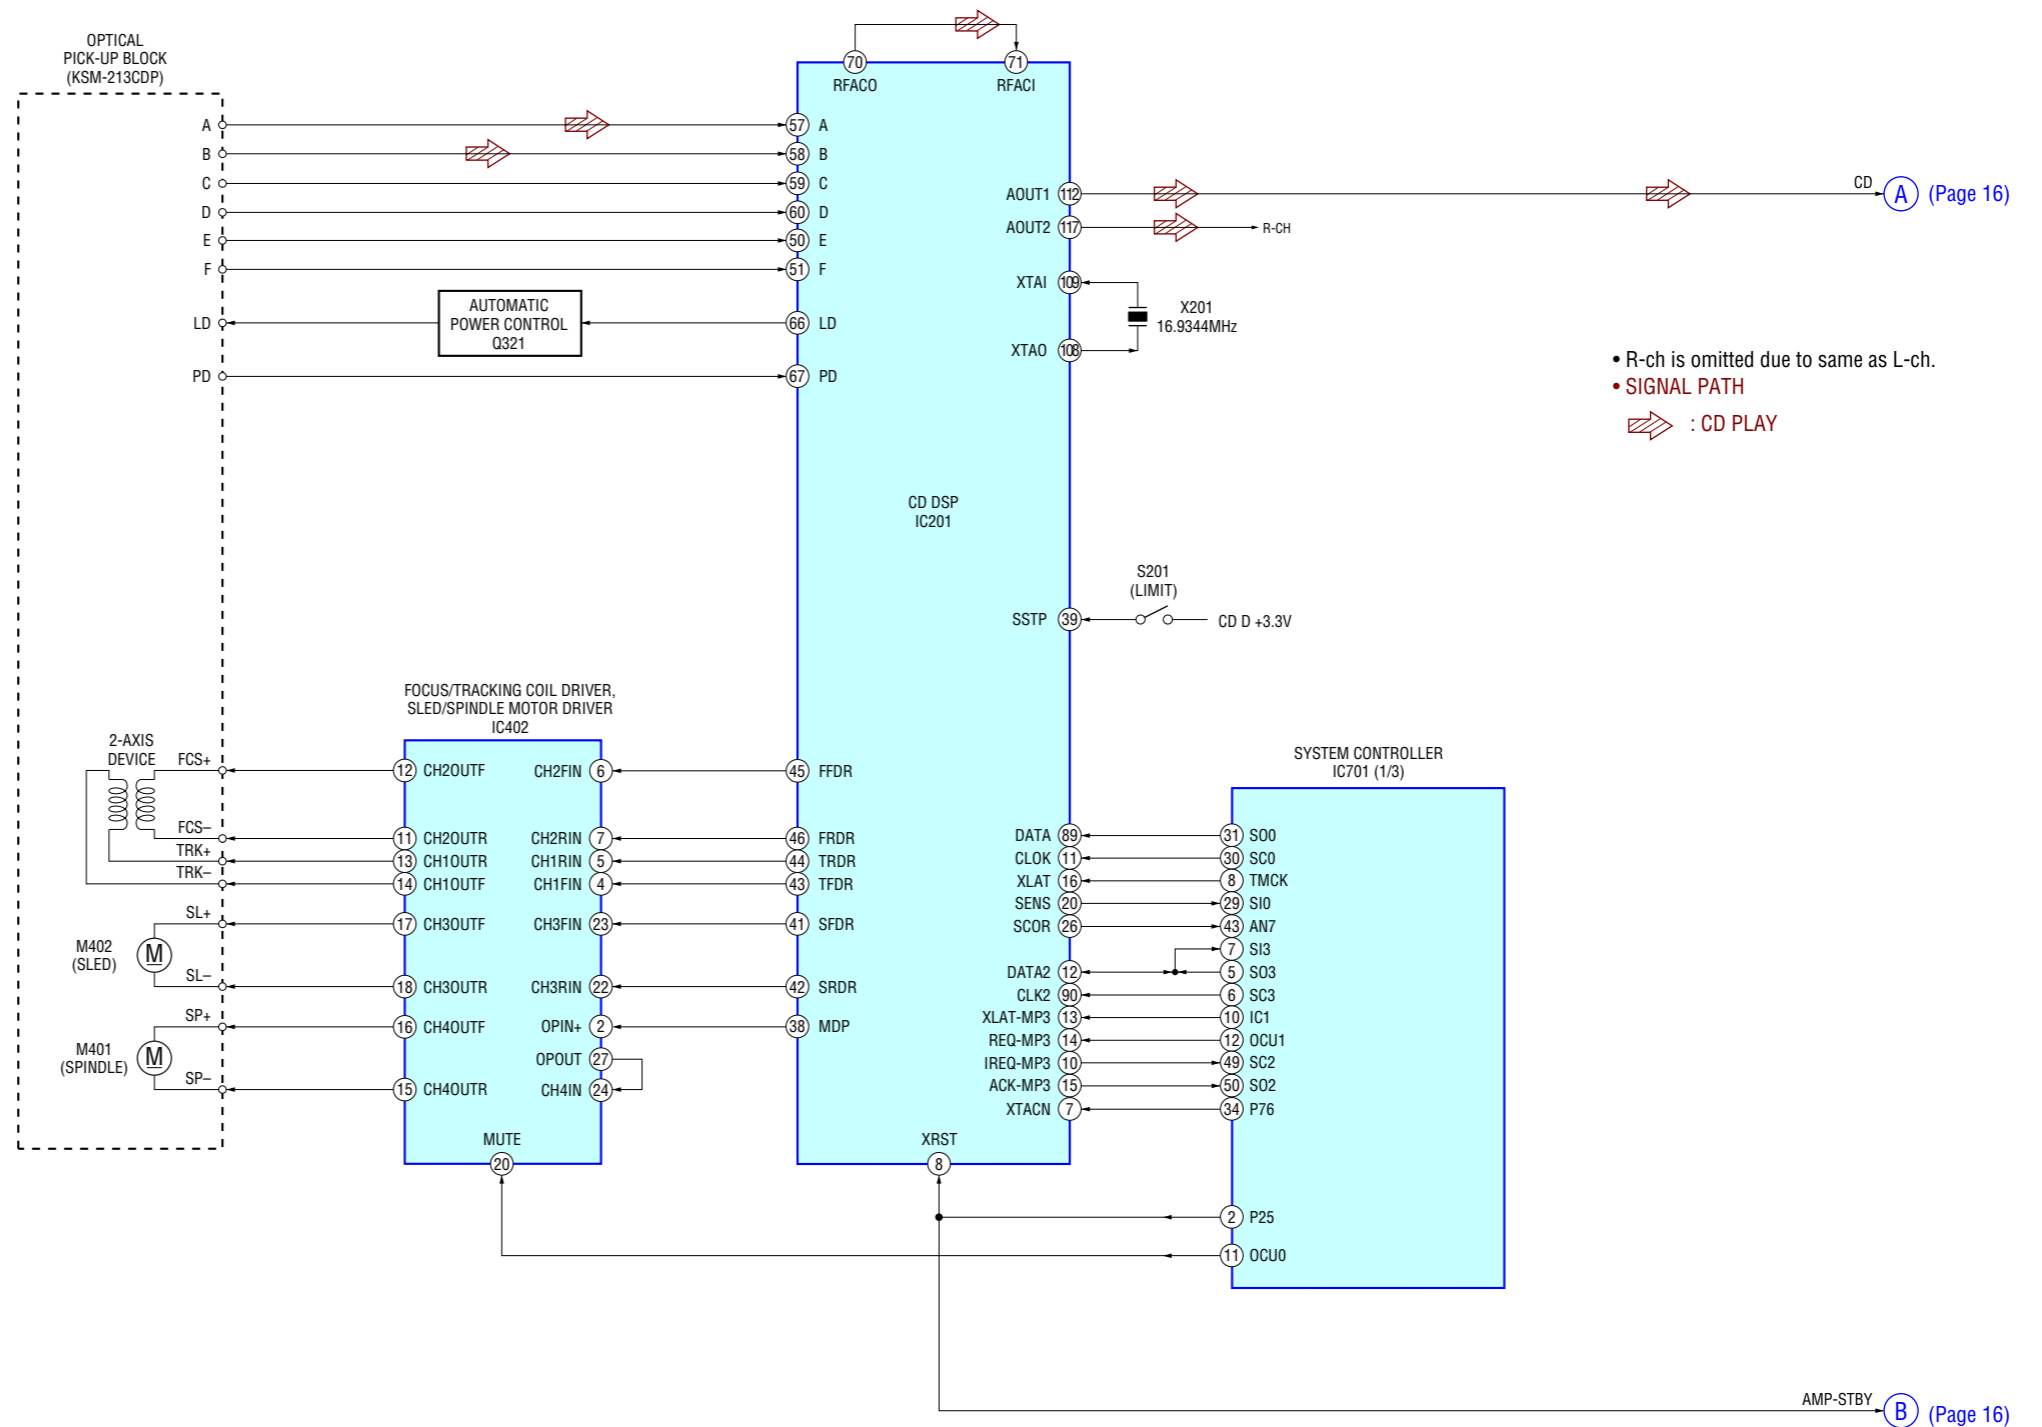 OPTICAL
PICK-UP BLOCK
(KSM-213CDP)
A
B
C
D
E
F
LD
PD
AUTOMATIC
POWER CONTROL
Q321
70
RFACO
71
RFACI
57 A
58 B
59 C
60 D
50 E
51 F
66 LD
67 PD
AOUT1 112
AOUT2 117
XTAI 109
XTAO 108
CD A (Page 16)
R-CH
X201
16.9344MHz
• R-ch is omitted due to same as L-ch.
• SIGNAL PATH
: CD PLAY
CD DSP
IC201
S201
(LIMIT)
SSTP 39
CD D +3.3V
FOCUS/TRACKING COIL DRIVER,
SLED/SPINDLE MOTOR DRIVER
IC402
2-AXIS
DEVICE
FCS+
FCS–
TRK+
TRK–
SL+
M402
(SLED)
M
SL–
SP+
M401
(SPINDLE)
M
SP–
12 CH2OUTF
11 CH2OUTR
13 CH1OUTR
14 CH1OUTF
17 CH3OUTF
18 CH3OUTR
16 CH4OUTF
15 CH4OUTR
CH2FIN 6
CH2RIN 7
CH1RIN 5
CH1FIN 4
CH3FIN 23
CH3RIN 22
OPIN+ 2
OPOUT 27
CH4IN 24
MUTE
20
45 FFDR
46 FRDR
44 TRDR
43 TFDR
41 SFDR
42 SRDR
38 MDP
XRST
8
DATA 89
CLOK 11
XLAT 16
SENS 20
SCOR 26
DATA2 12
CLK2 90
XLAT-MP3 13
REQ-MP3 14
IREQ-MP3 10
ACK-MP3 15
XTACN 7
SYSTEM CONTROLLER
IC701 (1/3)
31 SO0
30 SC0
8 TMCK
29 SI0
43 AN7
7 SI3
5 SO3
6 SC3
10 IC1
12 OCU1
49 SC2
50 SO2
34 P76
2 P25
11 OCU0
AMP-STBY B (Page 16)